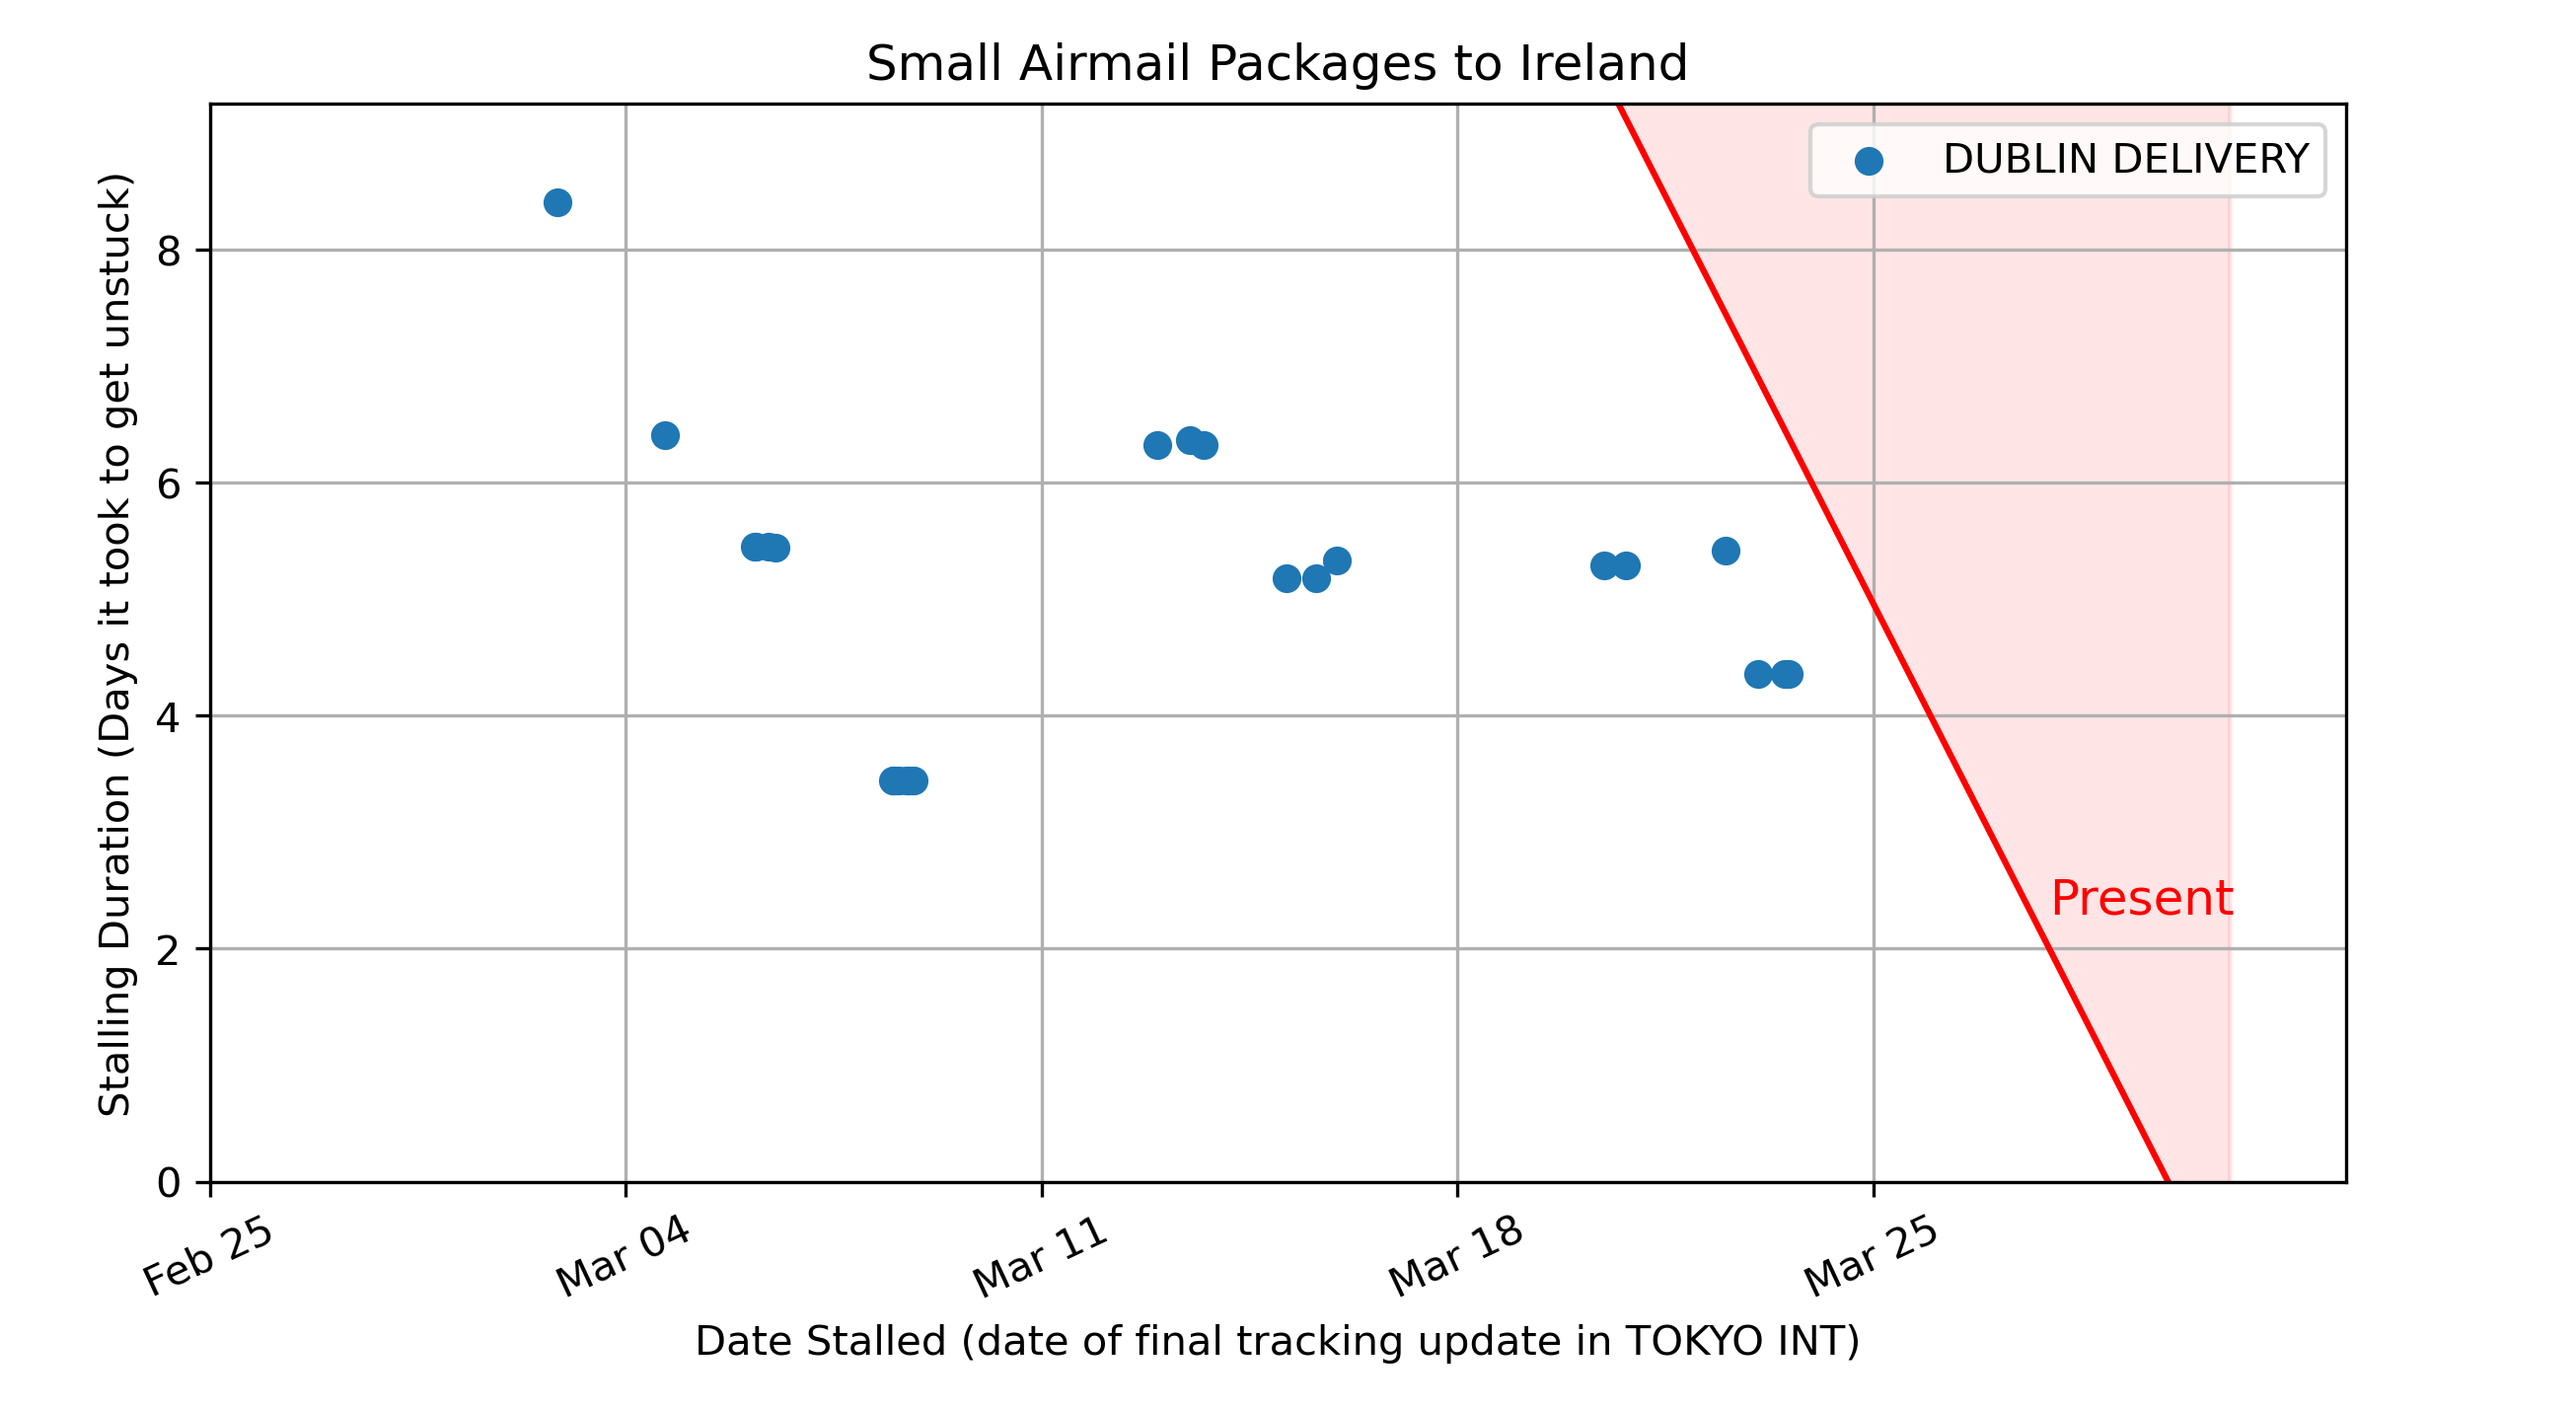 Small Airmail Packages to Ireland
DUBLIN DELIVERY
Stalling Duration (Days it took to get unstuck)
8
6
4
2
0
Present
Feb 25
Mar 04
Mar 11
Mar 18
Mar 25
Date Stalled (date of final tracking update in TOKYO INT)